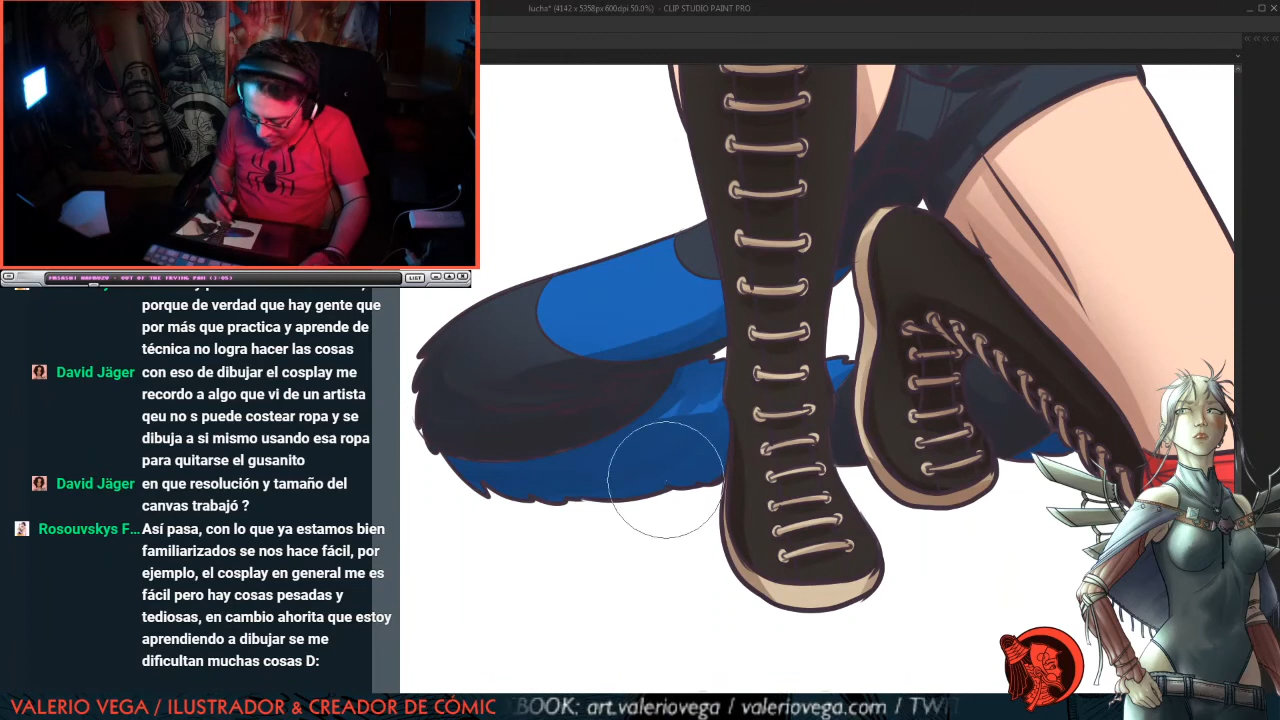 lucha* (4142 x 5358px 600dpi 50.0%) - CLIP STUDIO PAINT PRO
LIST
porque de verdad que hay gente que
por más que practica y aprende de
técnica no logra hacer las cosas
David Jäger con eso de dibujar el cosplay me
recordo a algo que vi de un artista
qeu no s puede costear ropa y se
dibuja a si mismo usando esa ropa
para quitarse el gusanito
David Jäger en que resolución y tamaño del
canvas trabajó ?
Rosouvskys F... Así pasa, con lo que ya estamos bien
familiarizados se nos hace fácil, por
ejemplo, el cosplay en general me es
fácil pero hay cosas pesadas y
tediosas, en cambio ahorita que estoy
aprendiendo a dibujar se me
dificultan muchas cosas D:
VALERIO VEGA / ILUSTRADOR & CREADOR DE CÓMIC BOOK: art.valeriovega / valeriovega.com / TWI